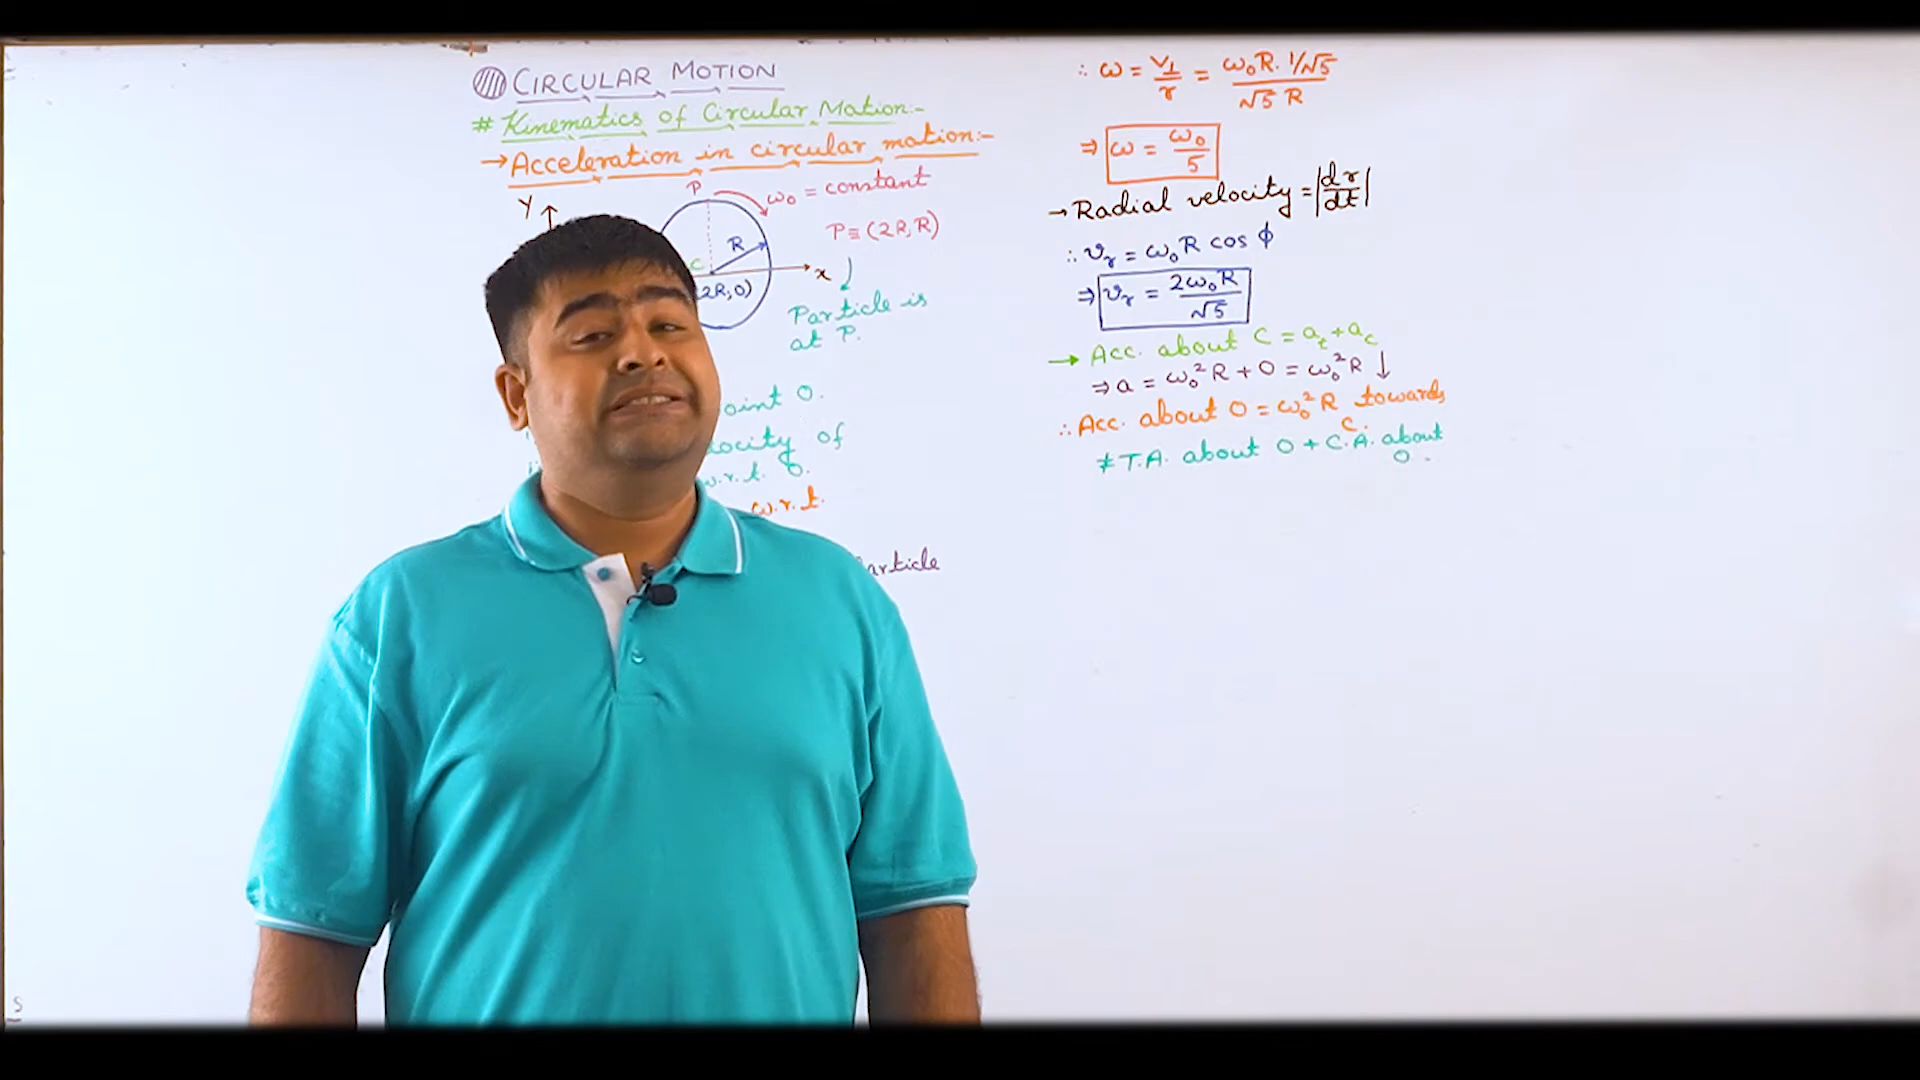 CIRCULAR MOTION
# Kinematics of Circular Motion:-
→ Acceleration in circular motion:-
P
ω₀ = constant
Y
P ≡ (2R, R)
R
C
x
2R, 0)
Particle is
at P.
oint O.
ocity of
w.r.t. O.
w.r.t.
article
∴ ω = V⊥/r = ω₀R. 1/√5 / √5 R
⇒ ω = ω₀/5
→ Radial velocity = |dr/dt|
∴ vᵣ = ω₀R cos ϕ
⇒ vᵣ = 2ω₀R/√5
→ Acc. about C = aₜ + a_c
⇒ a = ω₀²R + 0 = ω₀²R ↓
∴ Acc. about O = ω₀²R towards
C.
≠ T.A. about O + C.A. about
O.
S